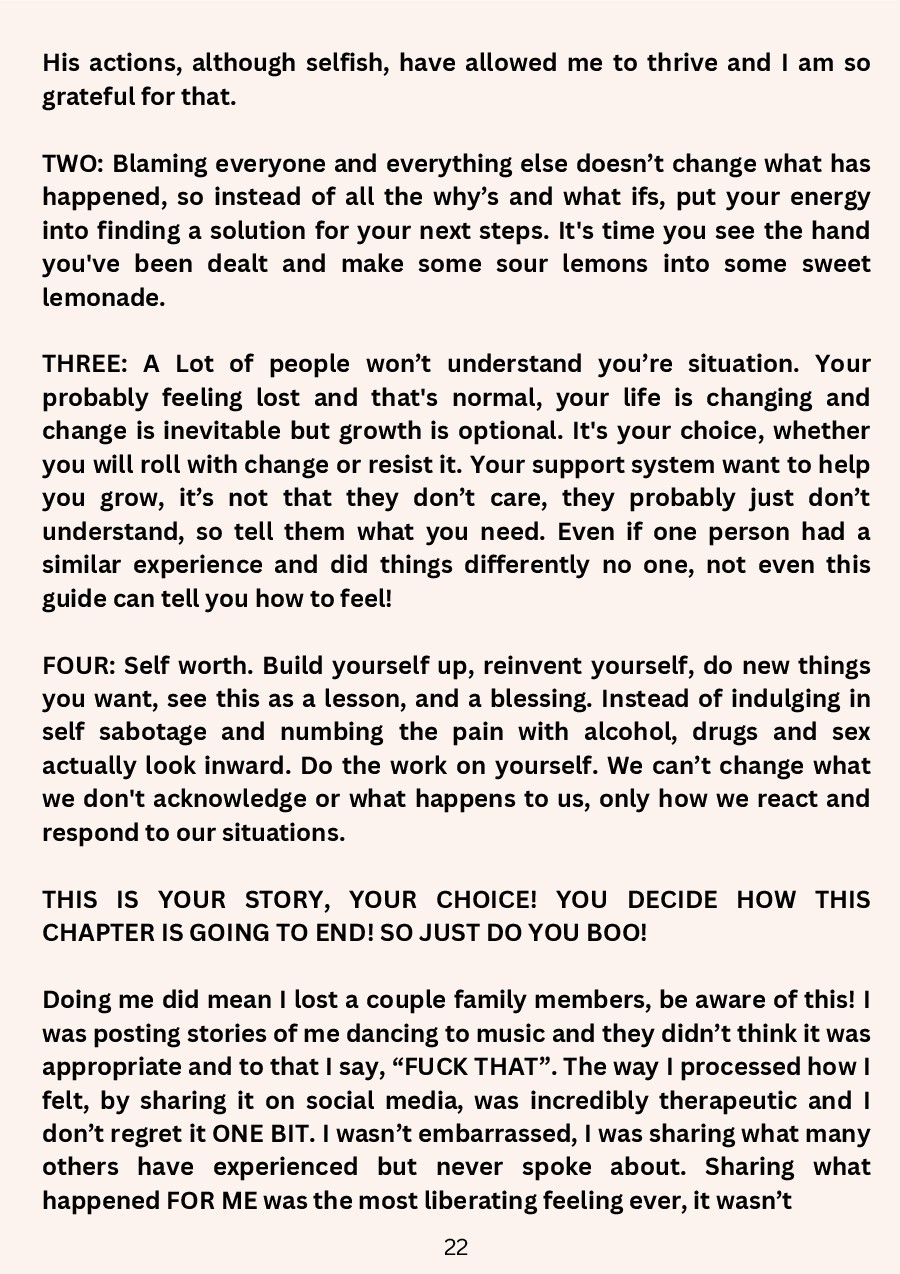 His actions, although selfish, have allowed me to thrive and I am so
grateful for that.
TWO: Blaming everyone and everything else doesn’t change what has
happened, so instead of all the why’s and what ifs, put your energy
into finding a solution for your next steps. It's time you see the hand
you've been dealt and make some sour lemons into some sweet
lemonade.
THREE: A Lot of people won’t understand you’re situation. Your
probably feeling lost and that's normal, your life is changing and
change is inevitable but growth is optional. It's your choice, whether
you will roll with change or resist it. Your support system want to help
you grow, it’s not that they don’t care, they probably just don’t
understand, so tell them what you need. Even if one person had a
similar experience and did things differently no one, not even this
guide can tell you how to feel!
FOUR: Self worth. Build yourself up, reinvent yourself, do new things
you want, see this as a lesson, and a blessing. Instead of indulging in
self sabotage and numbing the pain with alcohol, drugs and sex
actually look inward. Do the work on yourself. We can’t change what
we don't acknowledge or what happens to us, only how we react and
respond to our situations.
THIS IS YOUR STORY, YOUR CHOICE! YOU DECIDE HOW THIS
CHAPTER IS GOING TO END! SO JUST DO YOU BOO!
Doing me did mean I lost a couple family members, be aware of this! I
was posting stories of me dancing to music and they didn’t think it was
appropriate and to that I say, “FUCK THAT”. The way I processed how I
felt, by sharing it on social media, was incredibly therapeutic and I
don’t regret it ONE BIT. I wasn’t embarrassed, I was sharing what many
others have experienced but never spoke about. Sharing what
happened FOR ME was the most liberating feeling ever, it wasn’t
22